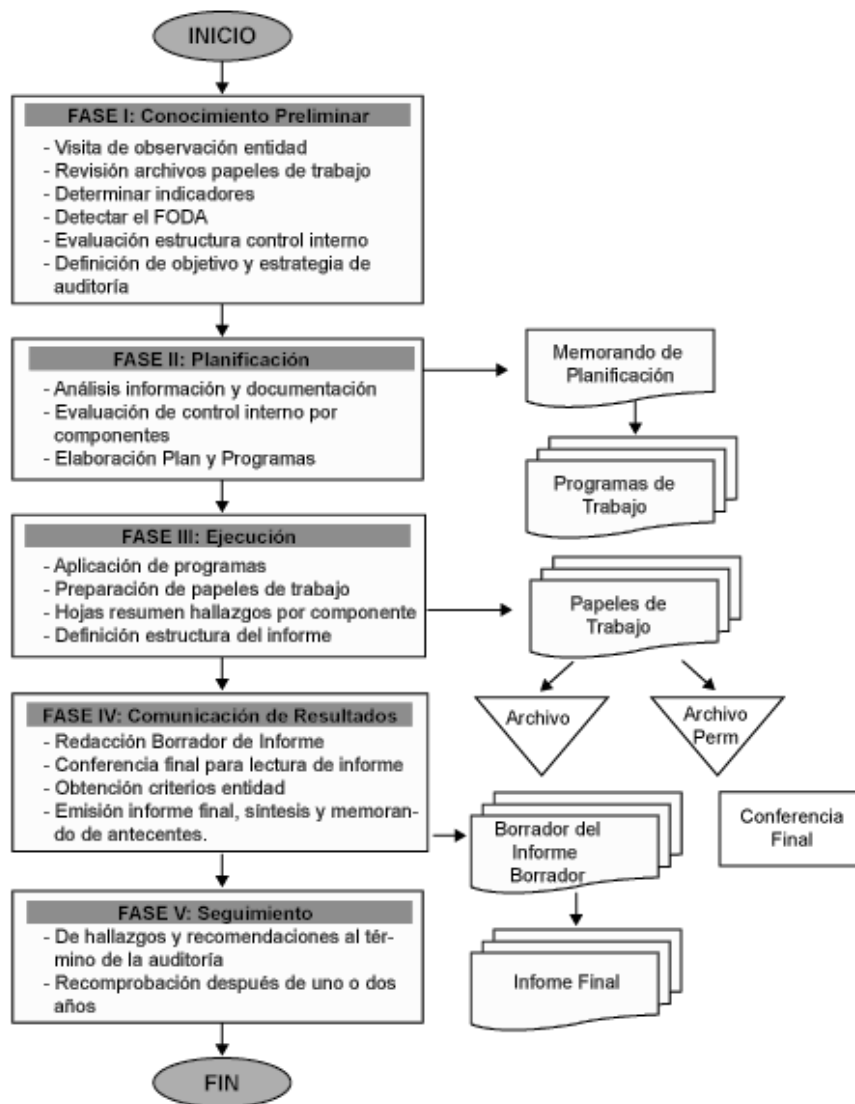 INICIO
FASE I: Conocimiento Preliminar
- Visita de observación entidad
- Revisión archivos papeles de trabajo
- Determinar indicadores
- Detectar el FODA
- Evaluación estructura control interno
- Definición de objetivo y estrategia de
auditoría
FASE II: Planificación
- Análisis información y documentación
- Evaluación de control interno por
componentes
- Elaboración Plan y Programas
Memorando de
Planificación
Programas de
Trabajo
FASE III: Ejecución
- Aplicación de programas
- Preparación de papeles de trabajo
- Hojas resumen hallazgos por componente
- Definición estructura del informe
Papeles de
Trabajo
Archivo
Archivo
Perm
FASE IV: Comunicación de Resultados
- Redacción Borrador de Informe
- Conferencia final para lectura de informe
- Obtención criterios entidad
- Emisión informe final, síntesis y memoran-
do de antecentes.
Borrador del
Informe
Borrador
Conferencia
Final
FASE V: Seguimiento
- De hallazgos y recomendaciones al tér-
mino de la auditoría
- Recomprobación después de uno o dos
años
Infome Final
FIN